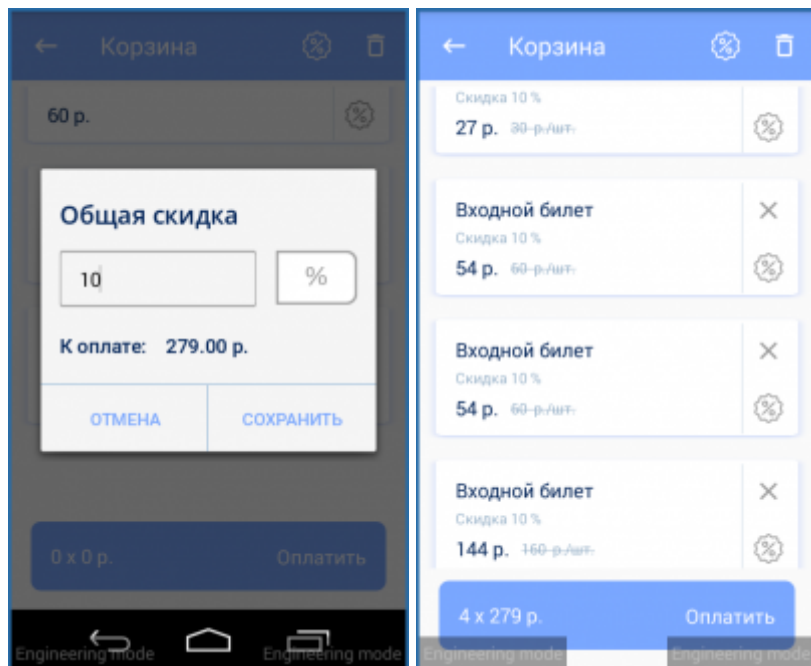 Корзина
60 р.
Общая скидка
10 %
К оплате: 279.00 р.
ОТМЕНА СОХРАНИТЬ
0 x 0 р. Оплатить
Engineering mode Engineering mode
Корзина
Скидка 10 %
27 р. 30 р./шт.
Входной билет
Скидка 10 %
54 р. 60 р./шт.
Входной билет
Скидка 10 %
54 р. 60 р./шт.
Входной билет
Скидка 10 %
144 р. 160 р./шт.
4 x 279 р. Оплатить
Engineering mode Engineering mode